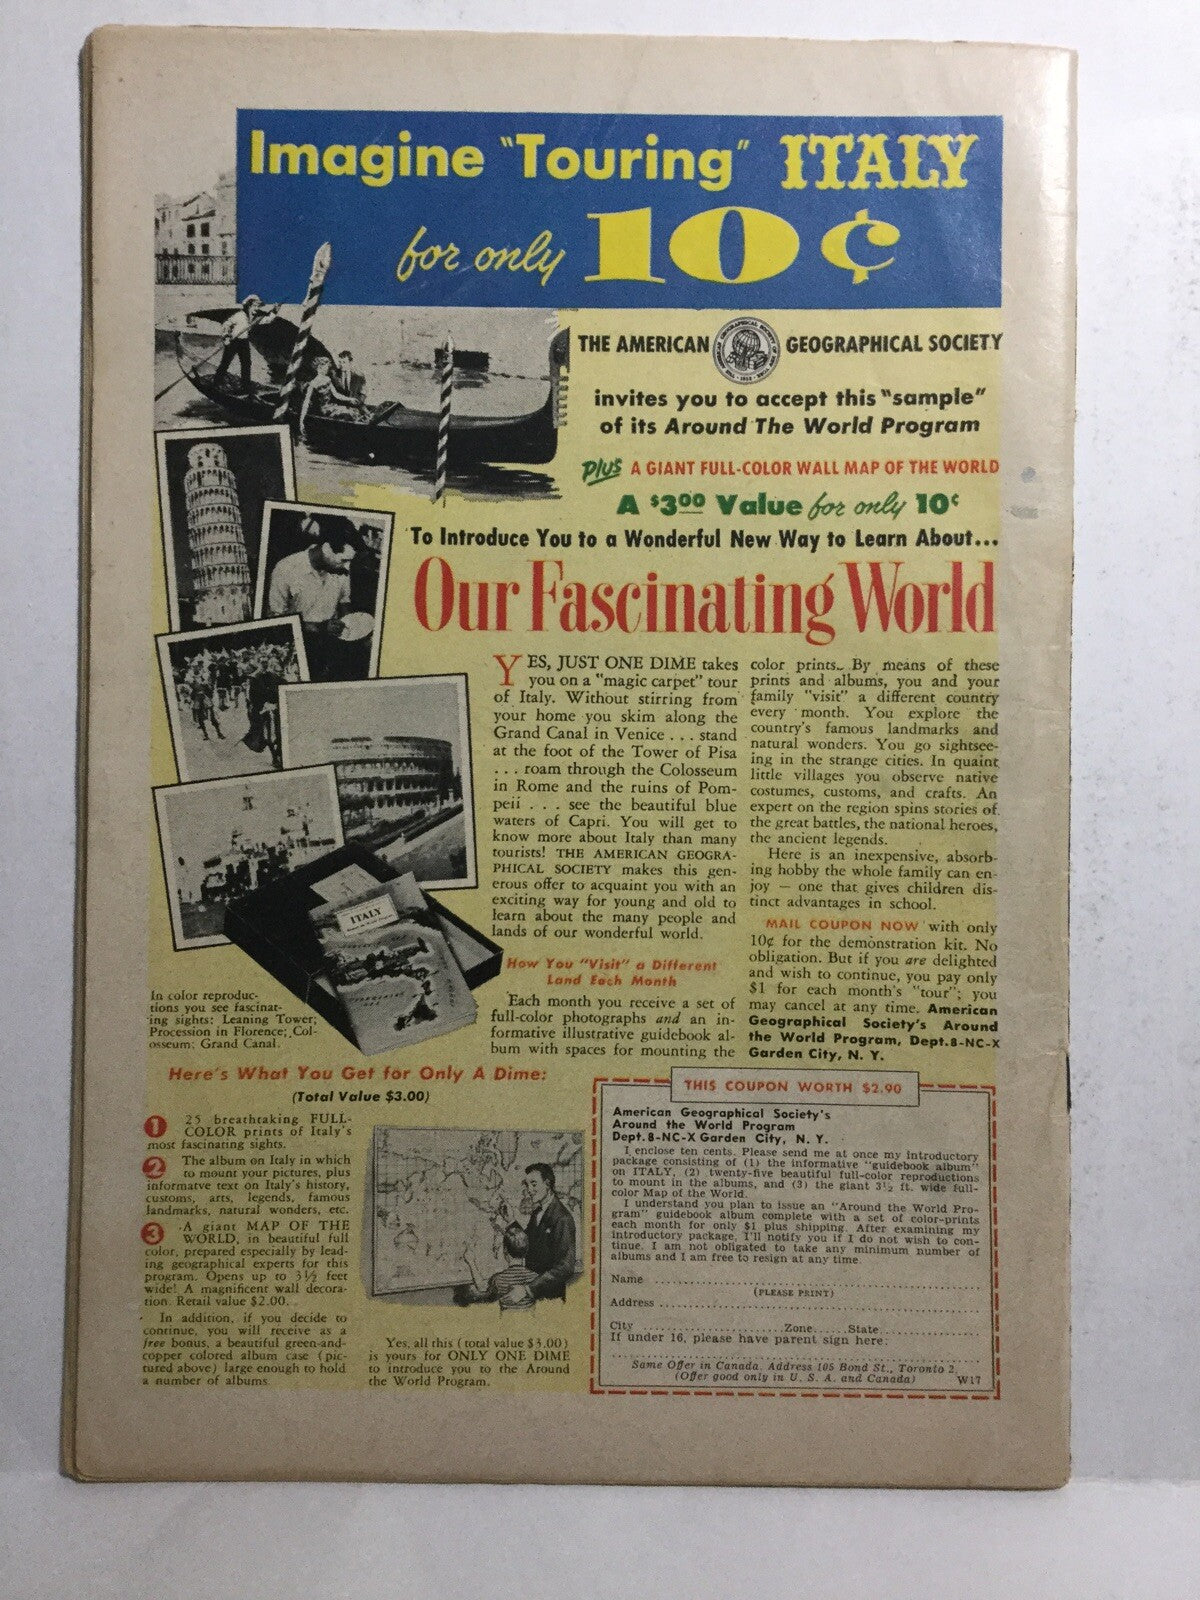 Imagine "Touring" ITALY
for only 10¢
THE AMERICAN GEOGRAPHICAL SOCIETY
invites you to accept this "sample"
of its Around The World Program
plus A GIANT FULL-COLOR WALL MAP OF THE WORLD
A $3.00 Value for only 10¢
To Introduce You to a Wonderful New Way to Learn About...
Our Fascinating World
YES, JUST ONE DIME takes
you on a "magic carpet" tour
of Italy. Without stirring from
your home you skim along the
Grand Canal in Venice . . . stand
at the foot of the Tower of Pisa
. . . roam through the Colosseum
in Rome and the ruins of Pom-
peii . . . see the beautiful blue
waters of Capri. You will get to
know more about Italy than many
tourists! THE AMERICAN GEOGRA-
PHICAL SOCIETY makes this gen-
erous offer to acquaint you with an
exciting way for young and old to
learn about the many people and
lands of our wonderful world.
How You "Visit" a Different
Land Each Month
Each month you receive a set of
full-color photographs and an in-
formative illustrative guidebook al-
bum with spaces for mounting the
color prints. By means of these
prints and albums, you and your
family "visit" a different country
every month. You explore the
country's famous landmarks and
natural wonders. You go sightsee-
ing in the strange cities. In quaint
little villages you observe native
costumes, customs, and crafts. An
expert on the region spins stories of
the great battles, the national heroes,
the ancient legends.
Here is an inexpensive, absorb-
ing hobby the whole family can en-
joy — one that gives children dis-
tinct advantages in school.
MAIL COUPON NOW with only
10¢ for the demonstration kit. No
obligation. But if you are delighted
and wish to continue, you pay only
$1 for each month's "tour"; you
may cancel at any time. American
Geographical Society's Around
the World Program, Dept.8-NC-X
Garden City, N. Y.
ITALY
In color reproduc-
tions you see fascinat-
ing sights: Leaning Tower;
Procession in Florence; Col-
osseum; Grand Canal.
Here's What You Get for Only A Dime:
(Total Value $3.00)
1 25 breathtaking FULL-
COLOR prints of Italy's
most fascinating sights.
2 The album on Italy in which
to mount your pictures, plus
informatve text on Italy's history,
customs, arts, legends, famous
landmarks, natural wonders, etc.
3 A giant MAP OF THE
WORLD, in beautiful full
color, prepared especially by lead-
ing geographical experts for this
program. Opens up to 3½ feet
wide! A magnificent wall decora-
tion. Retail value $2.00.
In addition, if you decide to
continue, you will receive as a
free bonus, a beautiful green-and-
copper colored album case (pic-
tured above) large enough to hold
a number of albums.
Yes, all this (total value $3.00)
is yours for ONLY ONE DIME
to introduce you to the Around
the World Program.
THIS COUPON WORTH $2.90
American Geographical Society's
Around the World Program
Dept.8-NC-X Garden City, N. Y.
I enclose ten cents. Please send me at once my introductory
package consisting of (1) the informative "guidebook album"
on ITALY, (2) twenty-five beautiful full-color reproductions
to mount in the albums, and (3) the giant 3½ ft. wide full-
color Map of the World.
I understand you plan to issue an "Around the World Pro-
gram" guidebook album complete with a set of color-prints
each month for only $1 plus shipping. After examining my
introductory package, I'll notify you if I do not wish to con-
tinue. I am not obligated to take any minimum number of
albums and I am free to resign at any time.
Name
(PLEASE PRINT)
Address
City Zone State
If under 16, please have parent sign here:
Same Offer in Canada. Address 105 Bond St., Toronto 2.
(Offer good only in U. S. A. and Canada) W17